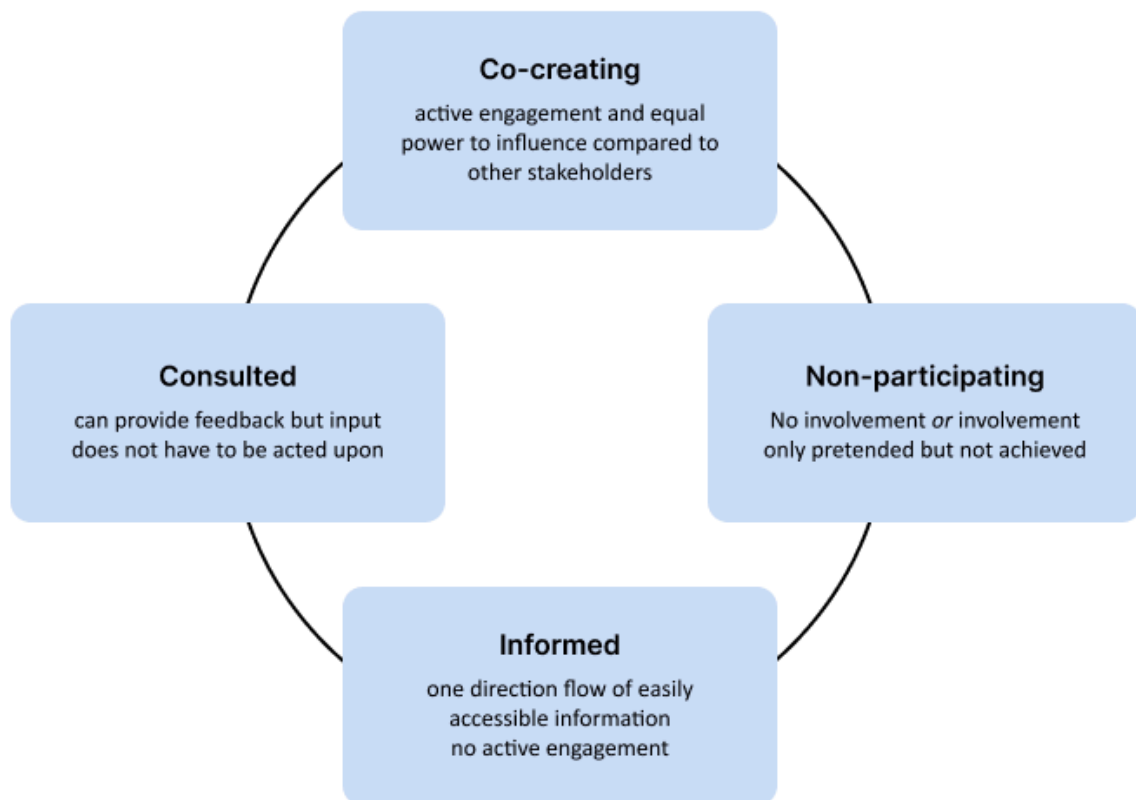 Co-creating
active engagement and equal
power to influence compared to
other stakeholders
Consulted
can provide feedback but input
does not have to be acted upon
Non-participating
No involvement or involvement
only pretended but not achieved
Informed
one direction flow of easily
accessible information
no active engagement